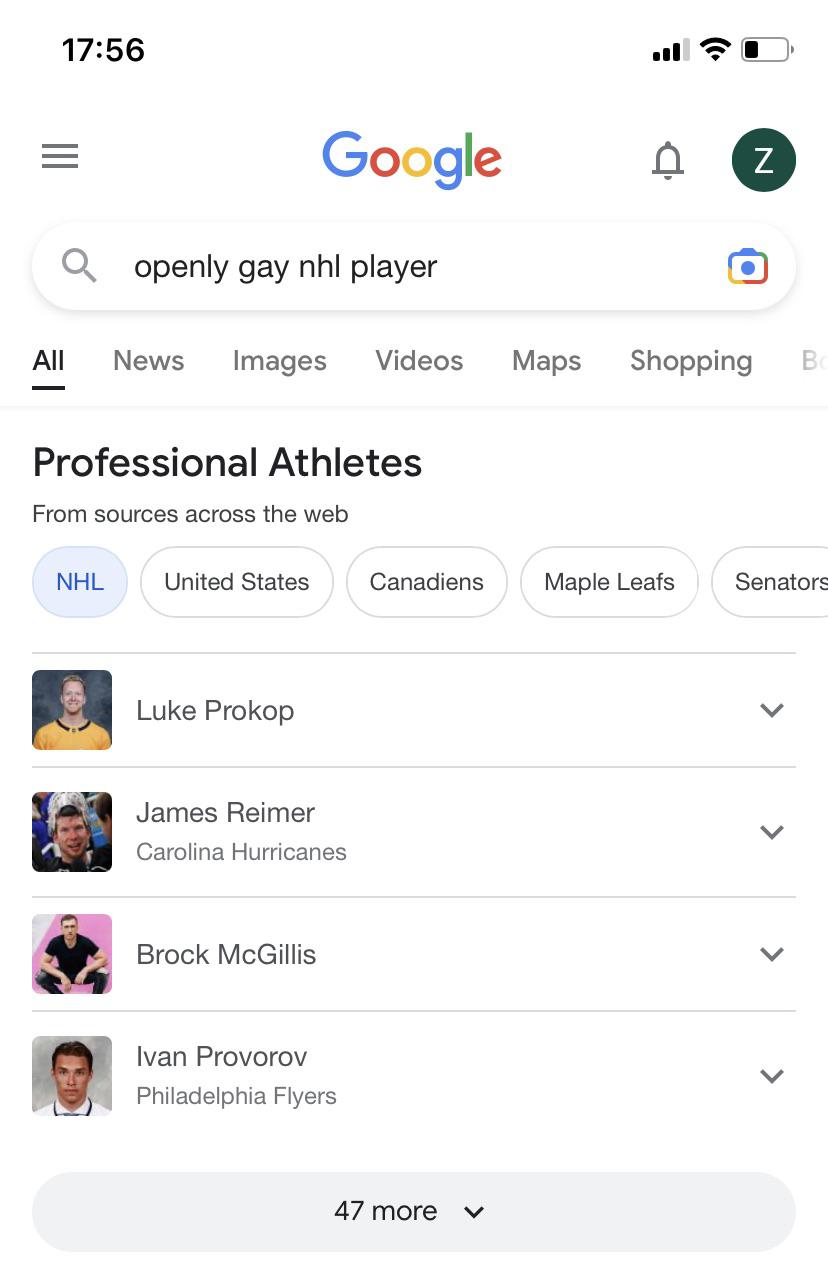 17:56
Google
Z
openly gay nhl player
All News Images Videos Maps Shopping Bo
Professional Athletes
From sources across the web
NHL United States Canadiens Maple Leafs Senators
Luke Prokop
James Reimer
Carolina Hurricanes
Brock McGillis
Ivan Provorov
Philadelphia Flyers
47 more